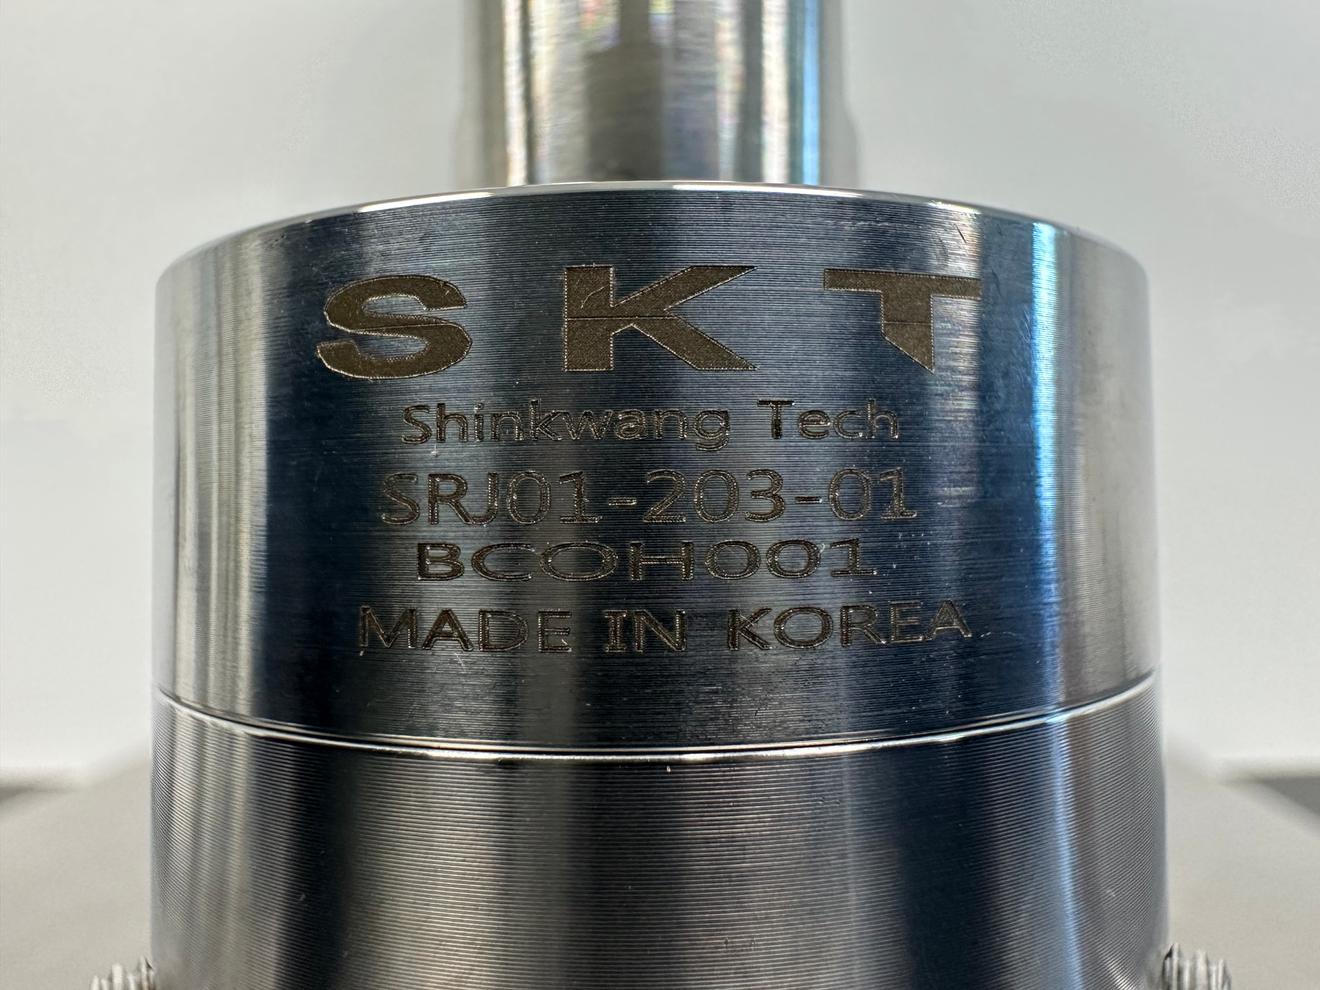 SKT
Shinkwang Tech
SRJ01-203-01
BCOH001
MADE IN KOREA